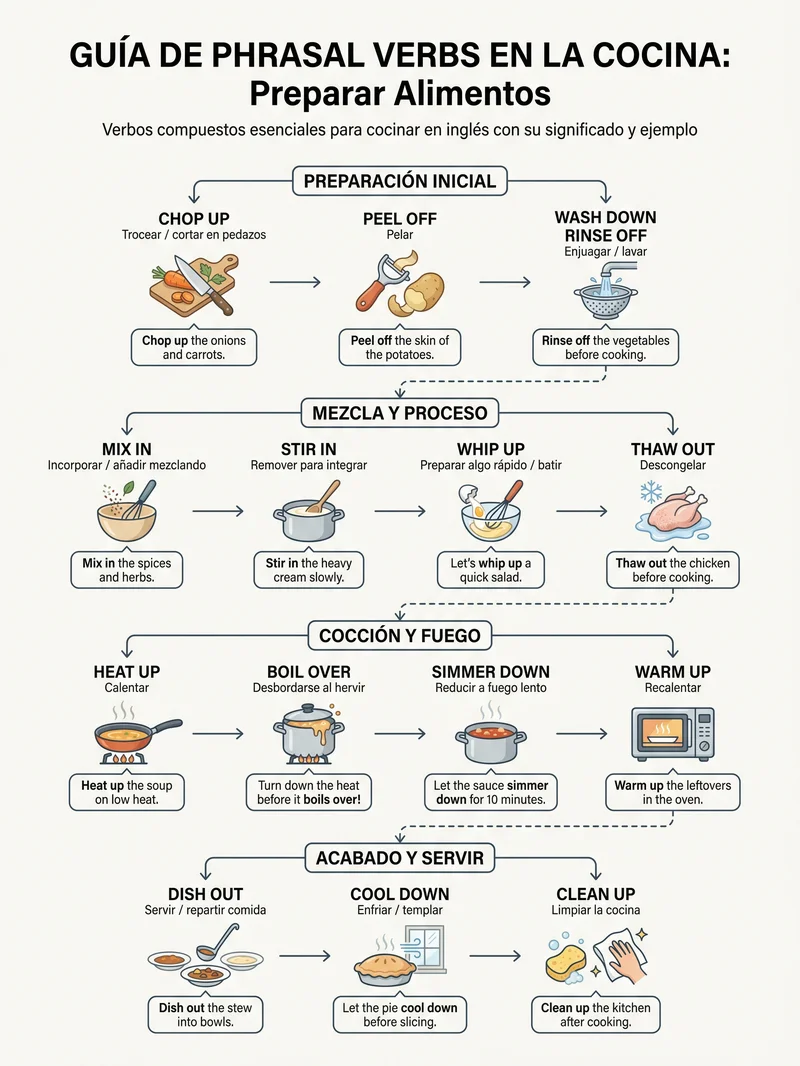 GUÍA DE PHRASAL VERBS EN LA COCINA:
Preparar Alimentos
Verbos compuestos esenciales para cocinar en inglés con su significado y ejemplo
PREPARACIÓN INICIAL
CHOP UP
Trocear / cortar en pedazos
Chop up the onions
and carrots.
PEEL OFF
Pelar
Peel off the skin of
the potatoes.
WASH DOWN
RINSE OFF
Enjuagar / lavar
Rinse off the vegetables
before cooking.
MEZCLA Y PROCESO
MIX IN
Incorporar / añadir mezclando
Mix in the spices
and herbs.
STIR IN
Remover para integrar
Stir in the heavy
cream slowly.
WHIP UP
Preparar algo rápido / batir
Let's whip up a
quick salad.
THAW OUT
Descongelar
Thaw out the chicken
before cooking.
COCCIÓN Y FUEGO
HEAT UP
Calentar
Heat up the soup
on low heat.
BOIL OVER
Desbordarse al hervir
Turn down the heat
before it boils over!
SIMMER DOWN
Reducir a fuego lento
Let the sauce simmer
down for 10 minutes.
WARM UP
Recalentar
Warm up the leftovers
in the oven.
ACABADO Y SERVIR
DISH OUT
Servir / repartir comida
Dish out the stew
into bowls.
COOL DOWN
Enfriar / templar
Let the pie cool down
before slicing.
CLEAN UP
Limpiar la cocina
Clean up the kitchen
after cooking.